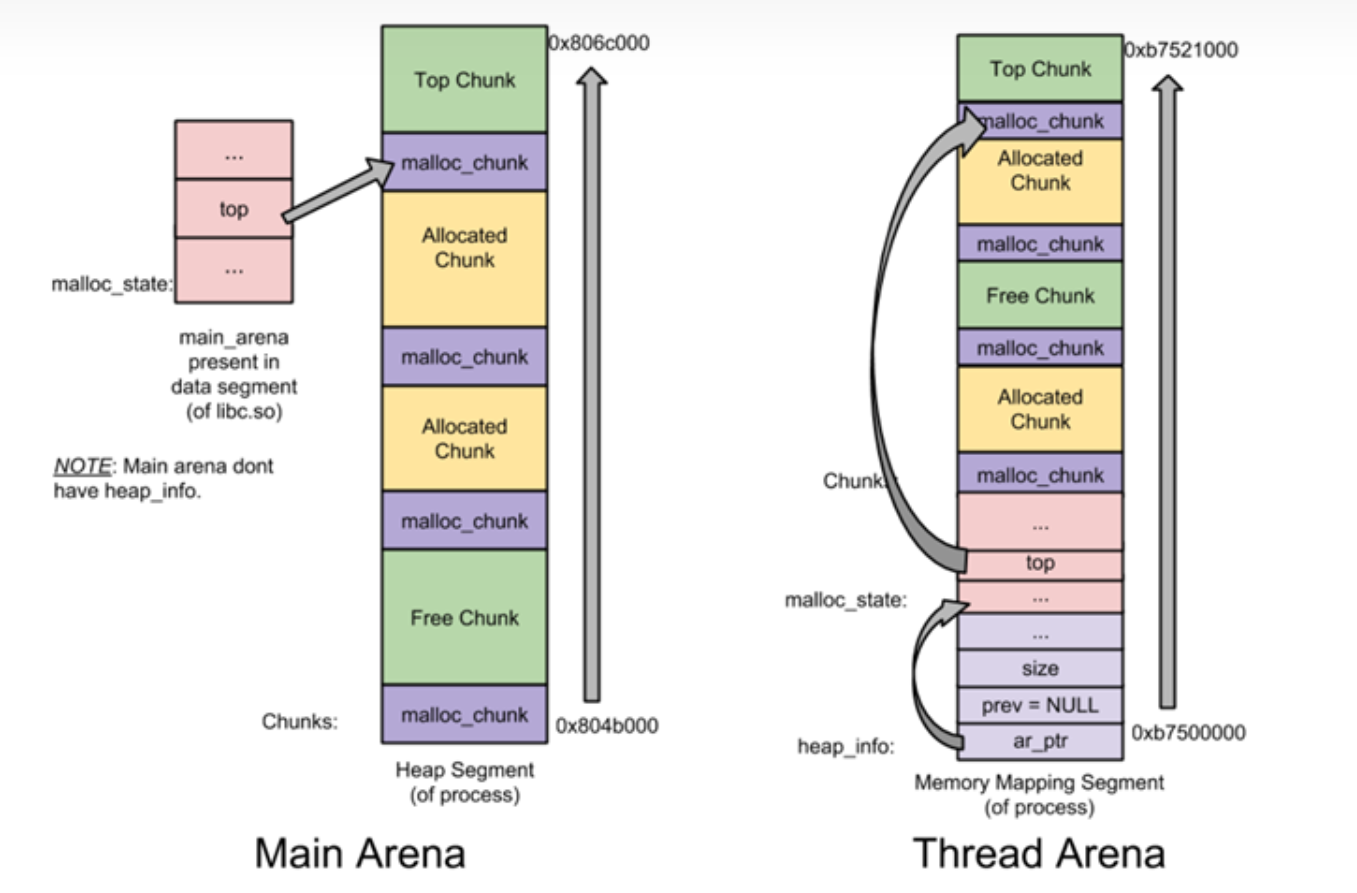 ...
top
...
malloc_state:
main_arena
present in
data segment
(of libc.so)
NOTE: Main arena dont
have heap_info.
0x806c000
Top Chunk
malloc_chunk
Allocated
Chunk
malloc_chunk
Allocated
Chunk
malloc_chunk
Free Chunk
Chunks:
malloc_chunk
0x804b000
Heap Segment
(of process)
Main Arena
0xb7521000
Top Chunk
malloc_chunk
Allocated
Chunk
malloc_chunk
Free Chunk
malloc_chunk
Allocated
Chunk
Chunks:
malloc_chunk
...
top
malloc_state:
...
...
size
prev = NULL
heap_info:
ar_ptr
0xb7500000
Memory Mapping Segment
(of process)
Thread Arena